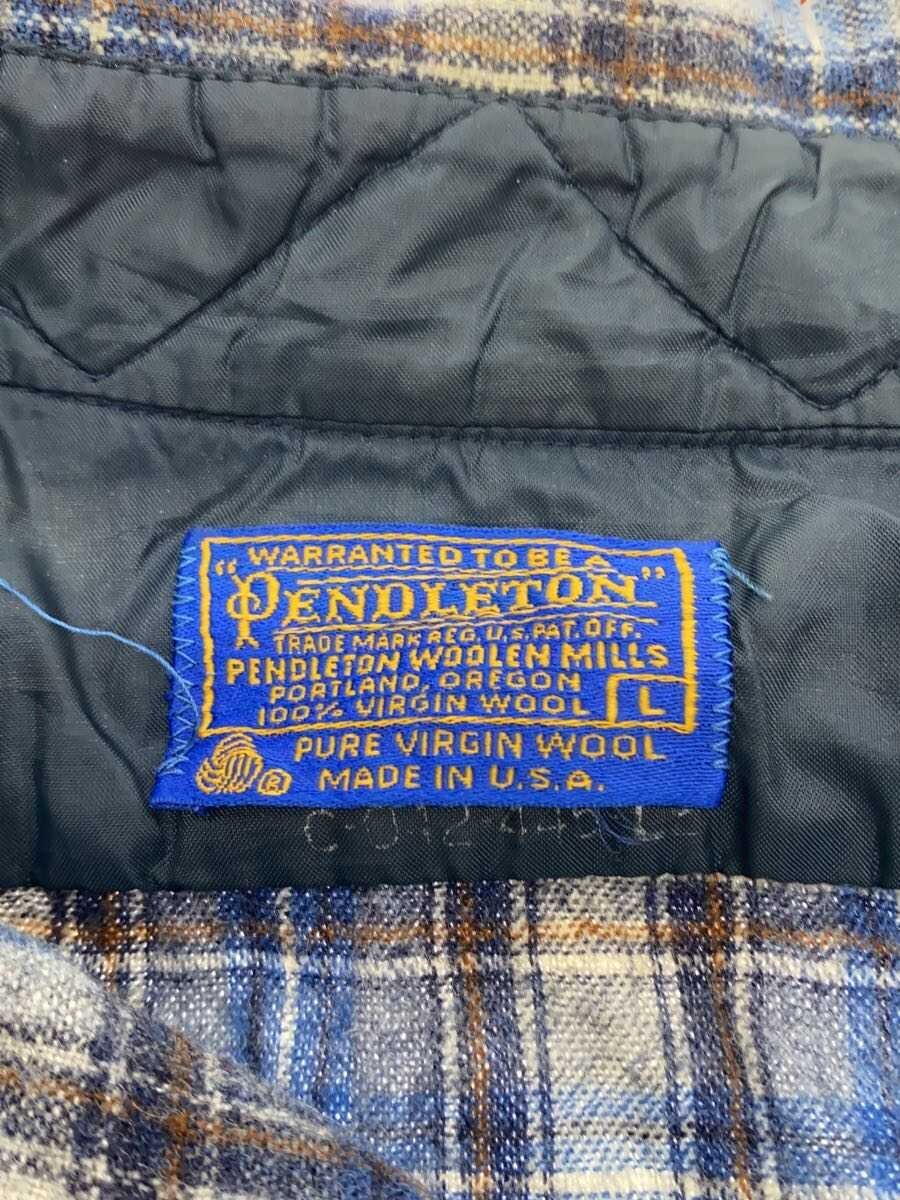 WARRANTED TO BE A
"PENDLETON"
TRADE MARK REG. U.S. PAT. OFF.
PENDLETON WOOLEN MILLS
PORTLAND, OREGON
100% VIRGIN WOOL L
PURE VIRGIN WOOL
® MADE IN U.S.A.